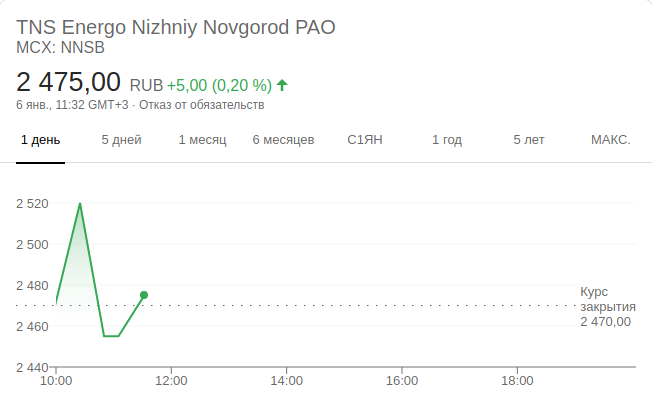 TNS Energo Nizhniy Novgorod PAO
MCX: NNSB
2 475,00 RUB +5,00 (0,20 %)
6 янв., 11:32 GMT+3 · Отказ от обязательств
1 день 5 дней 1 месяц 6 месяцев С1ЯН 1 год 5 лет МАКС.
2 520
2 500
2 480
2 460
2 440
Курс
закрытия
2 470,00
10:00 12:00 14:00 16:00 18:00